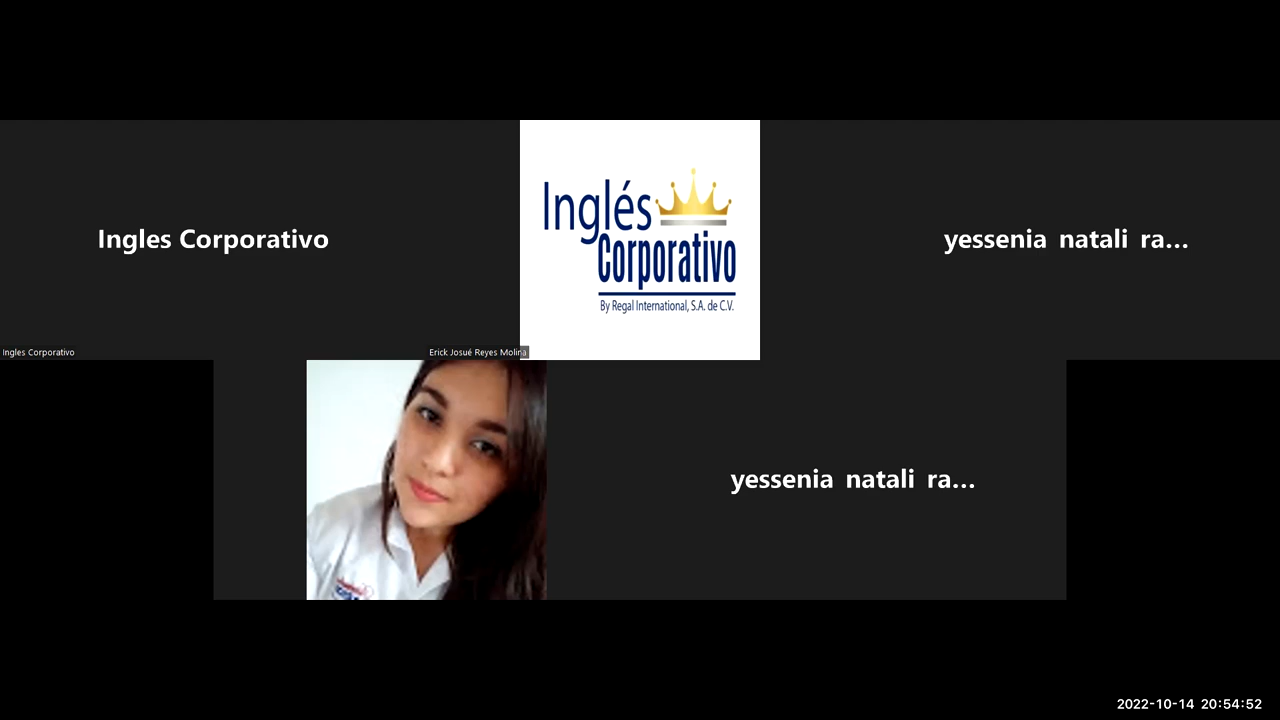 Ingles Corporativo
Inglés
Corporativo
By Regal International, S.A. de C.V.
yessenia natali ra...
Ingles Corporativo
Erick Josué Reyes Molina
yessenia natali ra...
2022-10-14 20:54:52